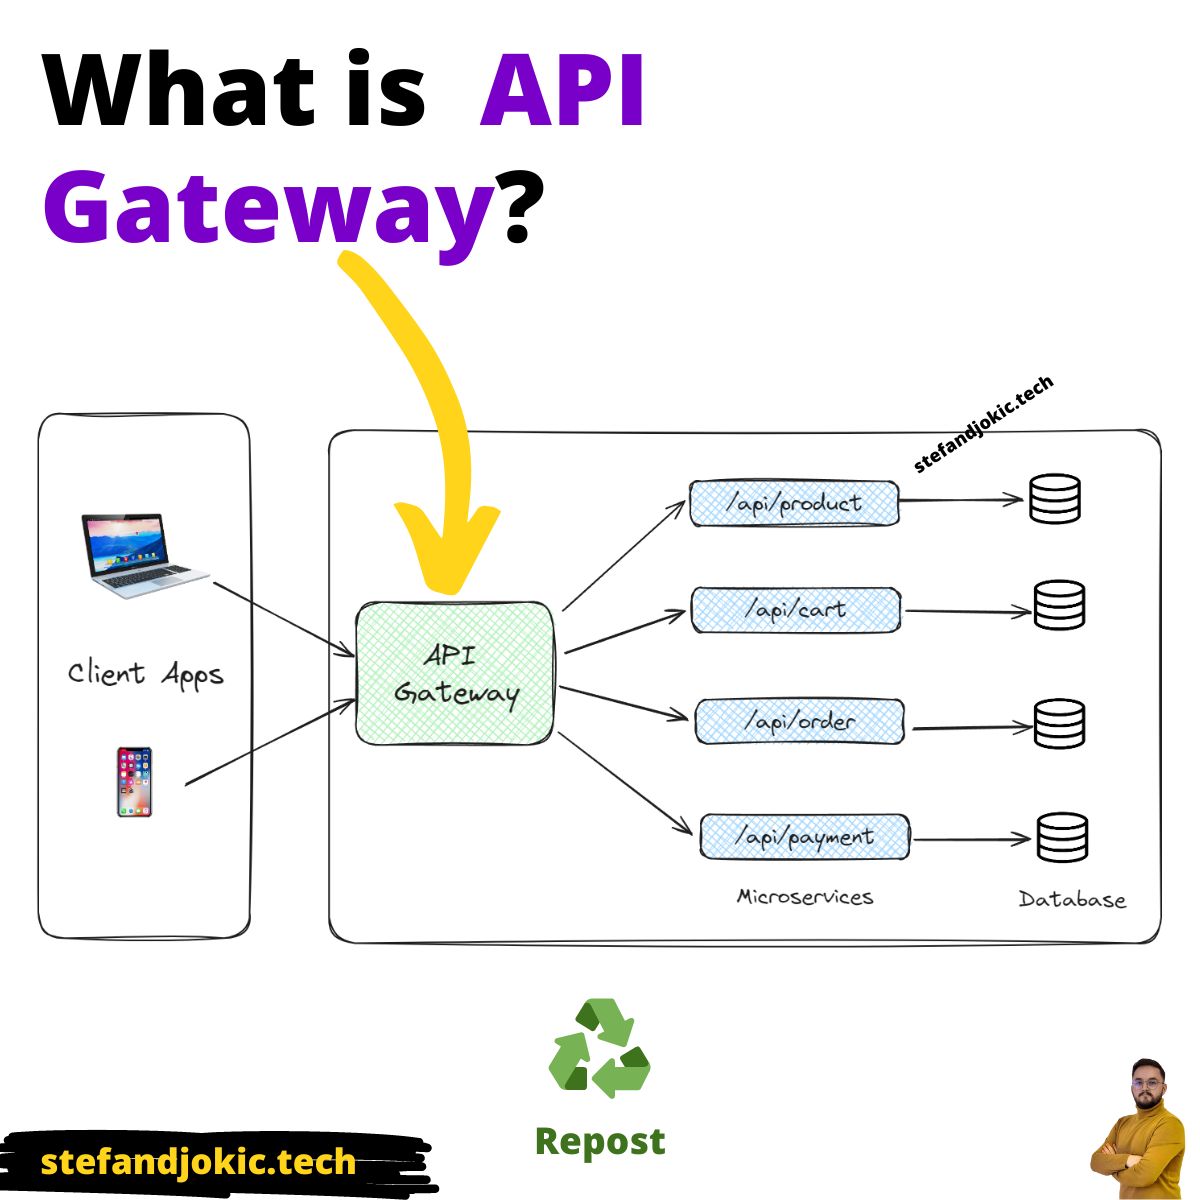 What is API
Gateway?
stefandjokic.tech
/api/product
/api/cart
API
Gateway
Client Apps
/api/order
/api/payment
Microservices
Database
Repost
stefandjokic.tech